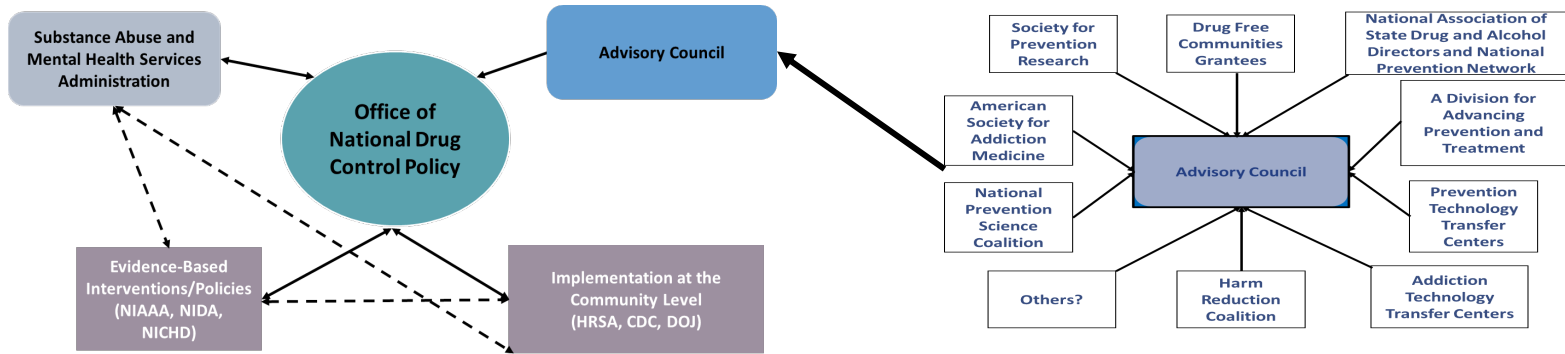 Substance Abuse and
Mental Health Services
Administration
Advisory Council
Office of
National Drug
Control Policy
Evidence-Based
Interventions/Policies
(NIAAA, NIDA,
NICHD)
Implementation at the
Community Level
(HRSA, CDC, DOJ)
Society for
Prevention
Research
Drug Free
Communities
Grantees
National Association of
State Drug and Alcohol
Directors and National
Prevention Network
American
Society for
Addiction
Medicine
A Division for
Advancing
Prevention and
Treatment
Advisory Council
National
Prevention
Science
Coalition
Prevention
Technology
Transfer
Centers
Others?
Harm
Reduction
Coalition
Addiction
Technology
Transfer Centers